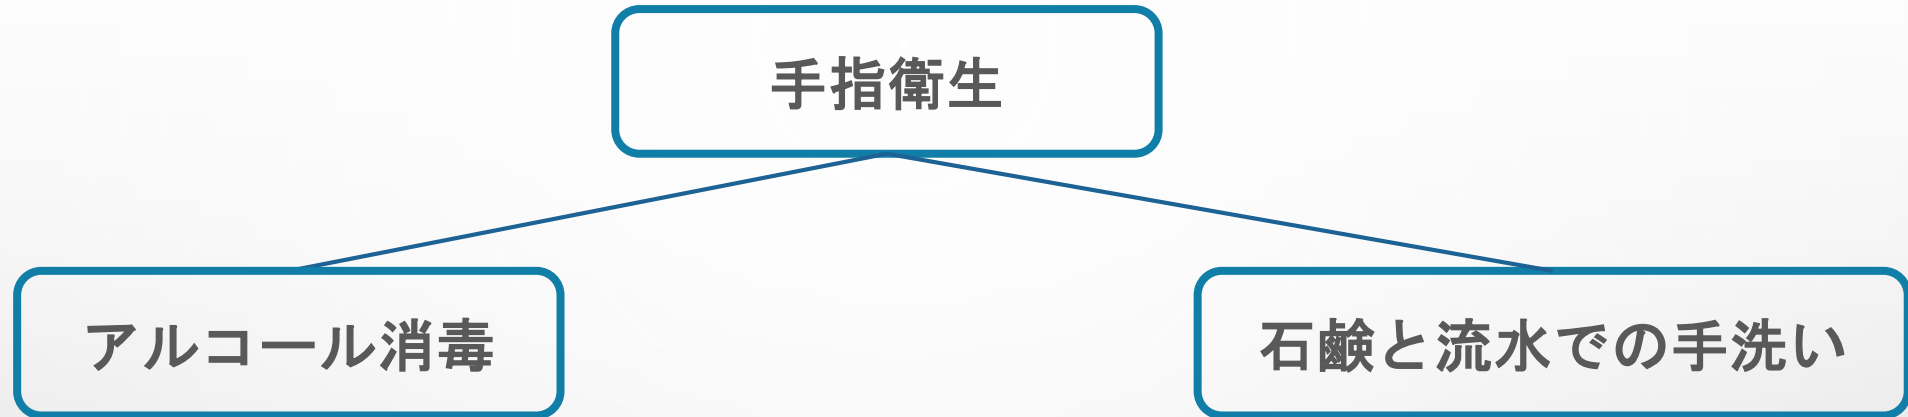 手指衛生
アルコール消毒
石鹸と流水での手洗い